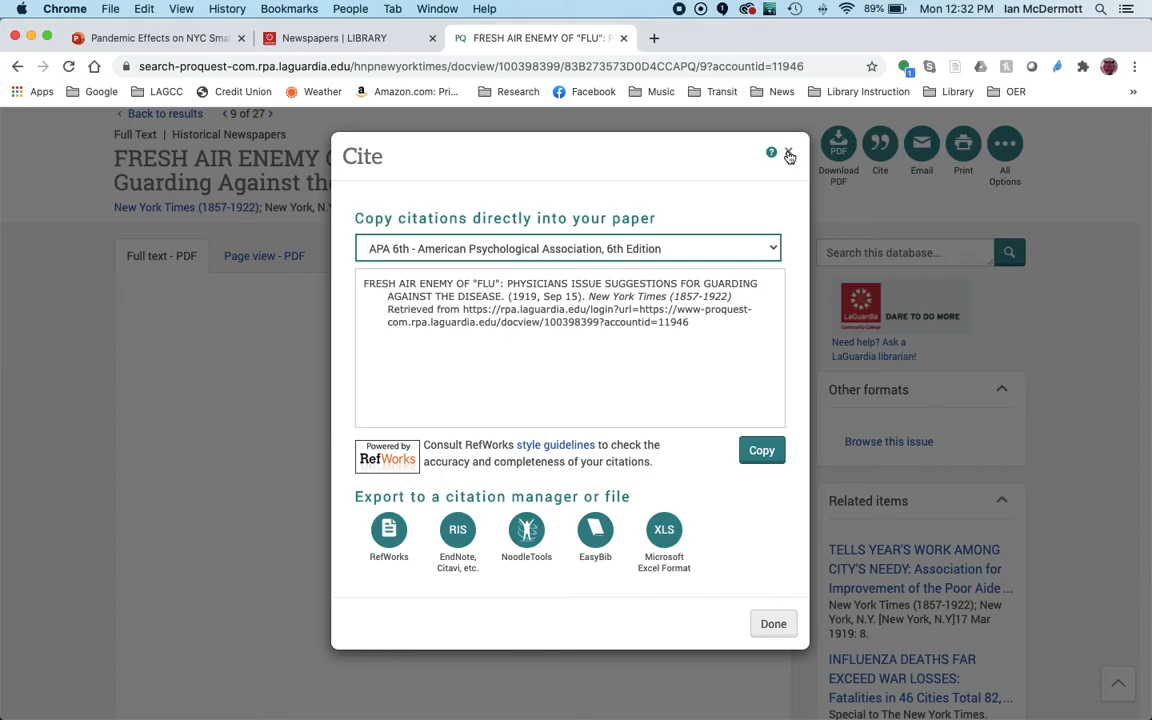 Chrome File Edit View History Bookmarks People Tab Window Help 89% Mon 12:32 PM Ian McDermott
Pandemic Effects on NYC Sma
Newspapers | LIBRARY
PQ FRESH AIR ENEMY OF "FLU":
search-proquest-com.rpa.laguardia.edu/hnpnewyorktimes/docview/100398399/83B273573D0D4CCAPQ/9?accountid=11946
Apps Google LAGCC Credit Union Weather Amazon.com: Pri... Research Facebook Music Transit News Library Instruction Library OER »
Back to results 9 of 27
Full Text | Historical Newspapers
FRESH AIR ENEMY
Guarding Against the
New York Times (1857-1922); New York, N.Y
Download PDF
PDF
Cite
Email
Print
All Options
Full text - PDF
Page view - PDF
Cite
?
Copy citations directly into your paper
APA 6th - American Psychological Association, 6th Edition
FRESH AIR ENEMY OF "FLU": PHYSICIANS ISSUE SUGGESTIONS FOR GUARDING
AGAINST THE DISEASE. (1919, Sep 15). New York Times (1857-1922)
Retrieved from https://rpa.laguardia.edu/login?url=https://www-proquest-
com.rpa.laguardia.edu/docview/100398399?accountid=11946
Powered by
RefWorks
Consult RefWorks style guidelines to check the
accuracy and completeness of your citations.
Copy
Export to a citation manager or file
RefWorks
RIS
EndNote,
Citavi, etc.
NoodleTools
EasyBib
XLS
Microsoft
Excel Format
Done
Search this database...
LaGuardia
Community College
DARE TO DO MORE
Need help? Ask a
LaGuardia librarian!
Other formats
Browse this issue
Related items
TELLS YEAR'S WORK AMONG
CITY'S NEEDY: Association for
Improvement of the Poor Aide ...
New York Times (1857-1922); New
York, N.Y. [New York, N.Y]17 Mar
1919: 8.
INFLUENZA DEATHS FAR
EXCEED WAR LOSSES:
Fatalities in 46 Cities Total 82,...
Special to The New York Times.